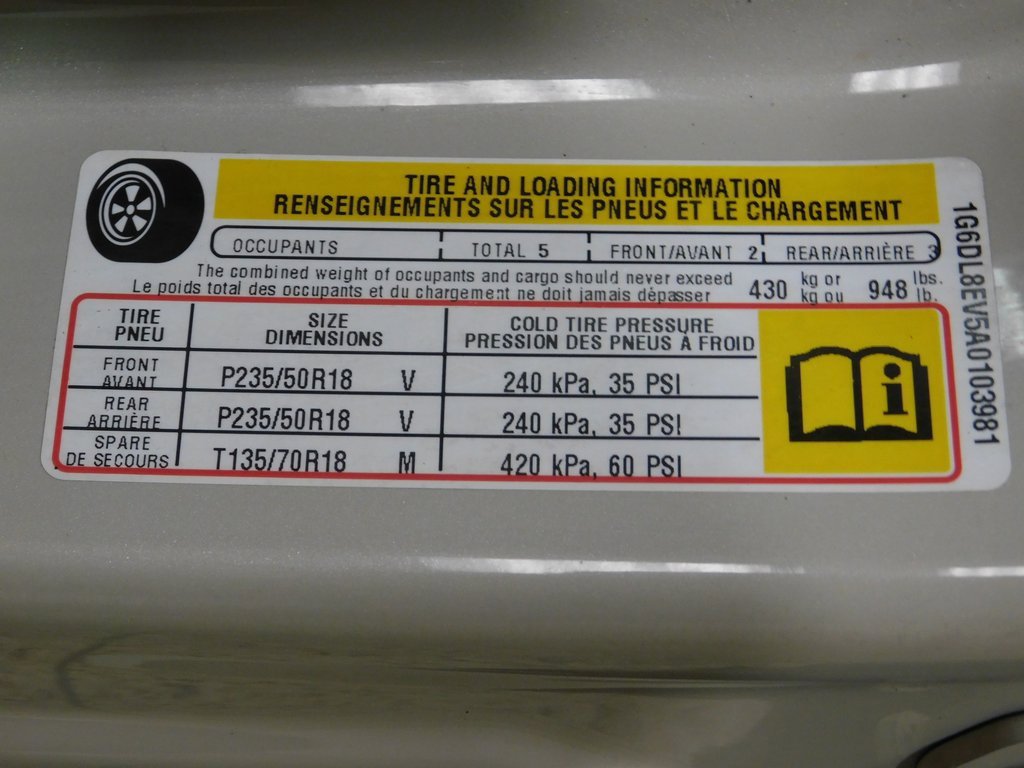 TIRE AND LOADING INFORMATION
RENSEIGNEMENTS SUR LES PNEUS ET LE CHARGEMENT
OCCUPANTS TOTAL 5 FRONT/AVANT 2 REAR/ARRIÈRE 3
The combined weight of occupants and cargo should never exceed 430 kg or 948 lbs.
Le poids total des occupants et du chargement ne doit jamais dépasser kg ou lb.
TIRE SIZE COLD TIRE PRESSURE
PNEU DIMENSIONS PRESSION DES PNEUS A FROID
FRONT
AVANT P235/50R18 V 240 kPa, 35 PSI
REAR
ARRIÈRE P235/50R18 V 240 kPa, 35 PSI
SPARE
DE SECOURS T135/70R18 M 420 kPa, 60 PSI
i
1G6DL8EV5A0103981